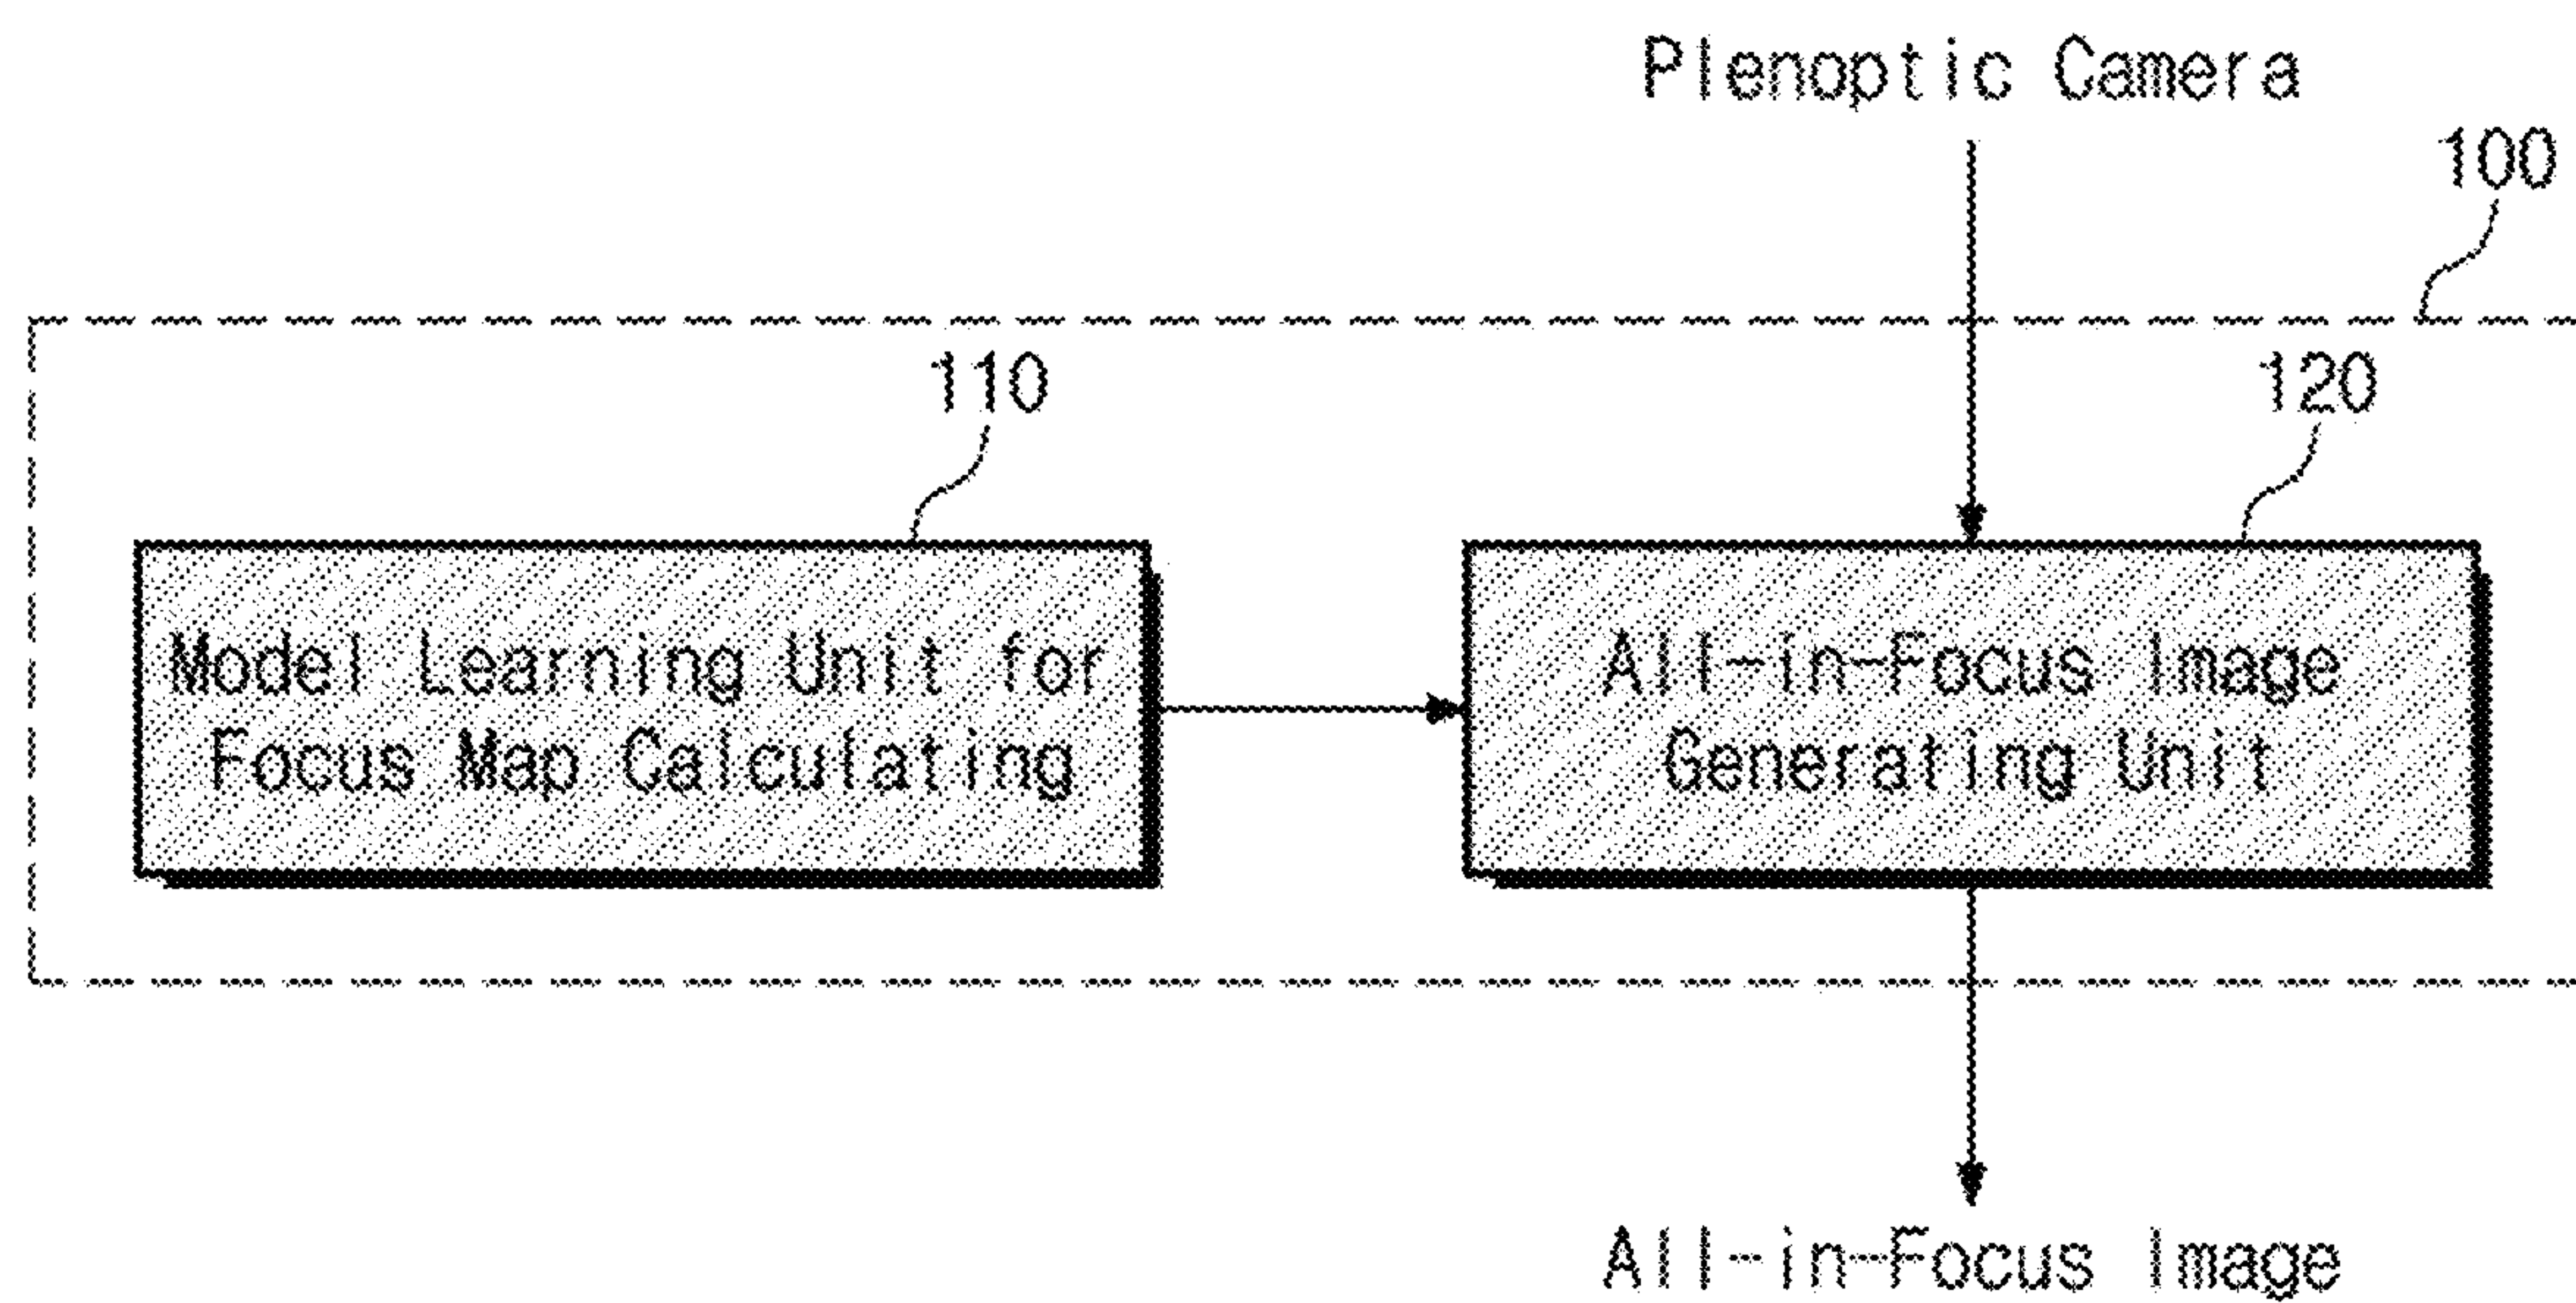 Plenoptic Camera
100
110
120
Model Learning Unit for
Focus Map Calculating
All-in-Focus Image
Generating Unit
All-in-Focus Image